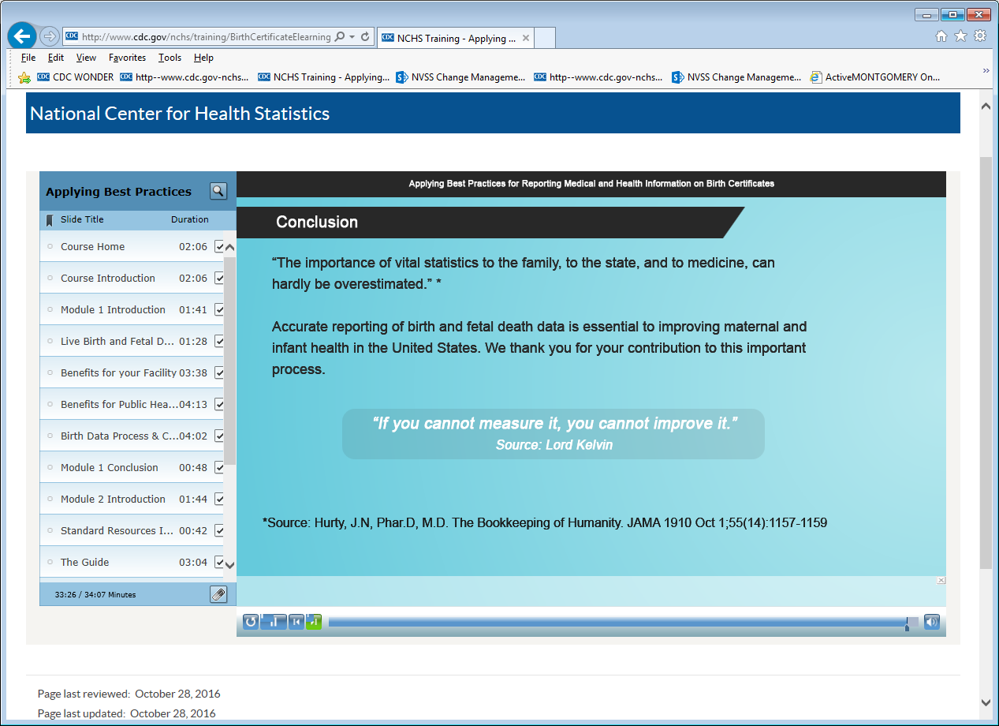 CDC http://www.cdc.gov/nchs/training/BirthCertificateElearning
CDC NCHS Training - Applying ...
File Edit View Favorites Tools Help
CDC CDC WONDER CDC http--www.cdc.gov-nchs... CDC NCHS Training - Applying... NVSS Change Manageme... CDC http--www.cdc.gov-nchs... NVSS Change Manageme... ActiveMONTGOMERY On...
National Center for Health Statistics
Applying Best Practices
Slide Title Duration
Course Home 02:06
Course Introduction 02:06
Module 1 Introduction 01:41
Live Birth and Fetal D... 01:28
Benefits for your Facility 03:38
Benefits for Public Hea...04:13
Birth Data Process & C...04:02
Module 1 Conclusion 00:48
Module 2 Introduction 01:44
Standard Resources I... 00:42
The Guide 03:04
33:26 / 34:07 Minutes
Applying Best Practices for Reporting Medical and Health Information on Birth Certificates
Conclusion
“The importance of vital statistics to the family, to the state, and to medicine, can
hardly be overestimated.” *
Accurate reporting of birth and fetal death data is essential to improving maternal and
infant health in the United States. We thank you for your contribution to this important
process.
“If you cannot measure it, you cannot improve it.”
Source: Lord Kelvin
*Source: Hurty, J.N, Phar.D, M.D. The Bookkeeping of Humanity. JAMA 1910 Oct 1;55(14):1157-1159
Page last reviewed: October 28, 2016
Page last updated: October 28, 2016